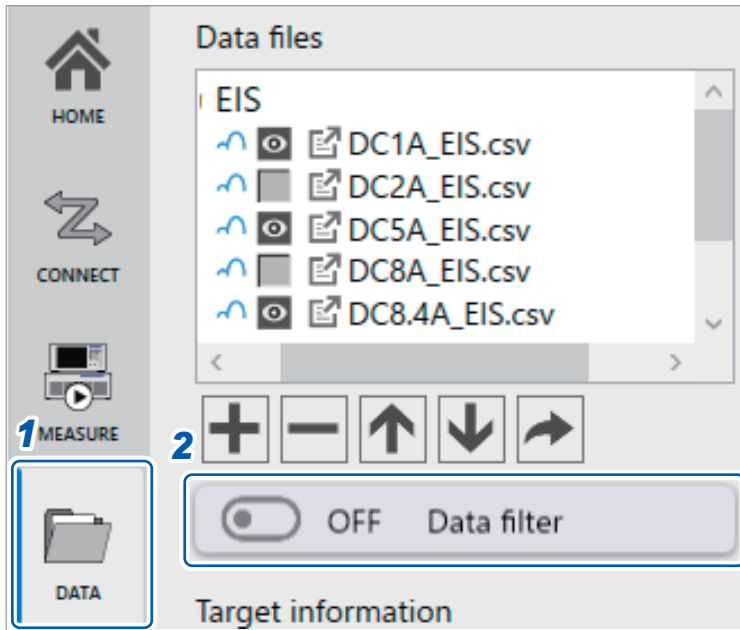 HOME
CONNECT
MEASURE
1
DATA
Data files
EIS
DC1A_EIS.csv
DC2A_EIS.csv
DC5A_EIS.csv
DC8A_EIS.csv
DC8.4A_EIS.csv
2
OFF Data filter
Target information